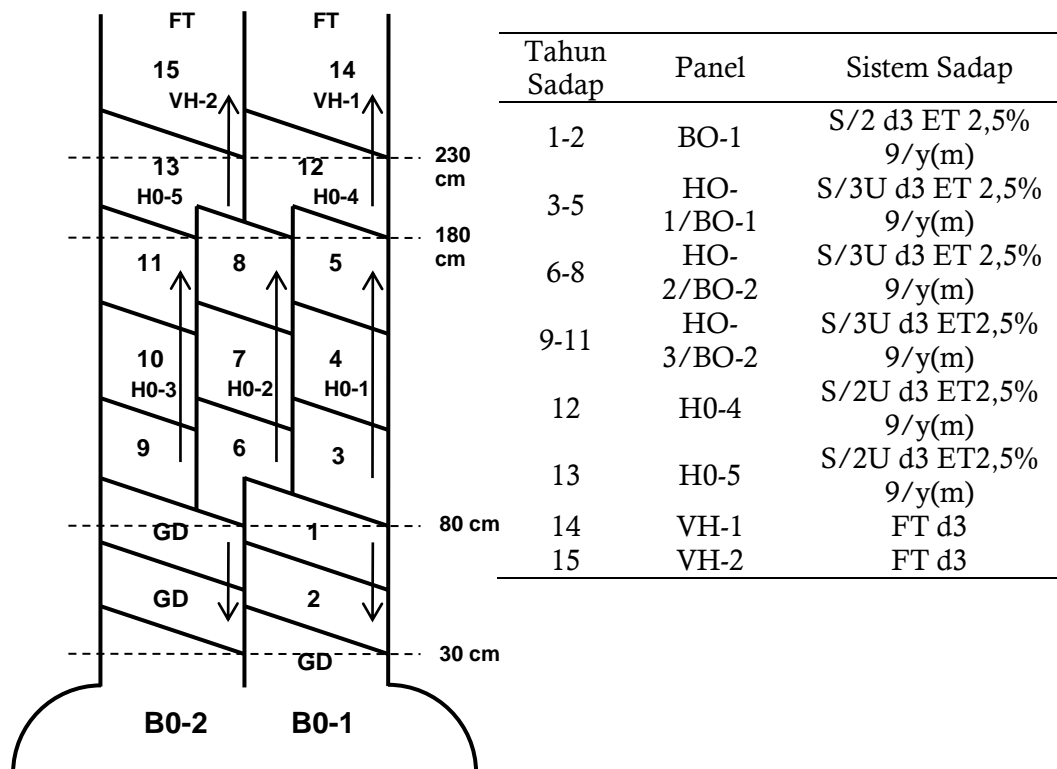 FT FT
15 14
VH-2 VH-1
230
cm
13 12
H0-5 H0-4
180
cm
11 8 5
10 7 4
H0-3 H0-2 H0-1
9 6 3
80 cm
GD 1
GD 2
30 cm
GD
B0-2 B0-1
Tahun
Sadap Panel Sistem Sadap
1-2 BO-1 S/2 d3 ET 2,5%
9/y(m)
3-5 HO-
1/BO-1 S/3U d3 ET 2,5%
9/y(m)
6-8 HO-
2/BO-2 S/3U d3 ET 2,5%
9/y(m)
9-11 HO-
3/BO-2 S/3U d3 ET2,5%
9/y(m)
12 H0-4 S/2U d3 ET2,5%
9/y(m)
13 H0-5 S/2U d3 ET2,5%
9/y(m)
14 VH-1 FT d3
15 VH-2 FT d3